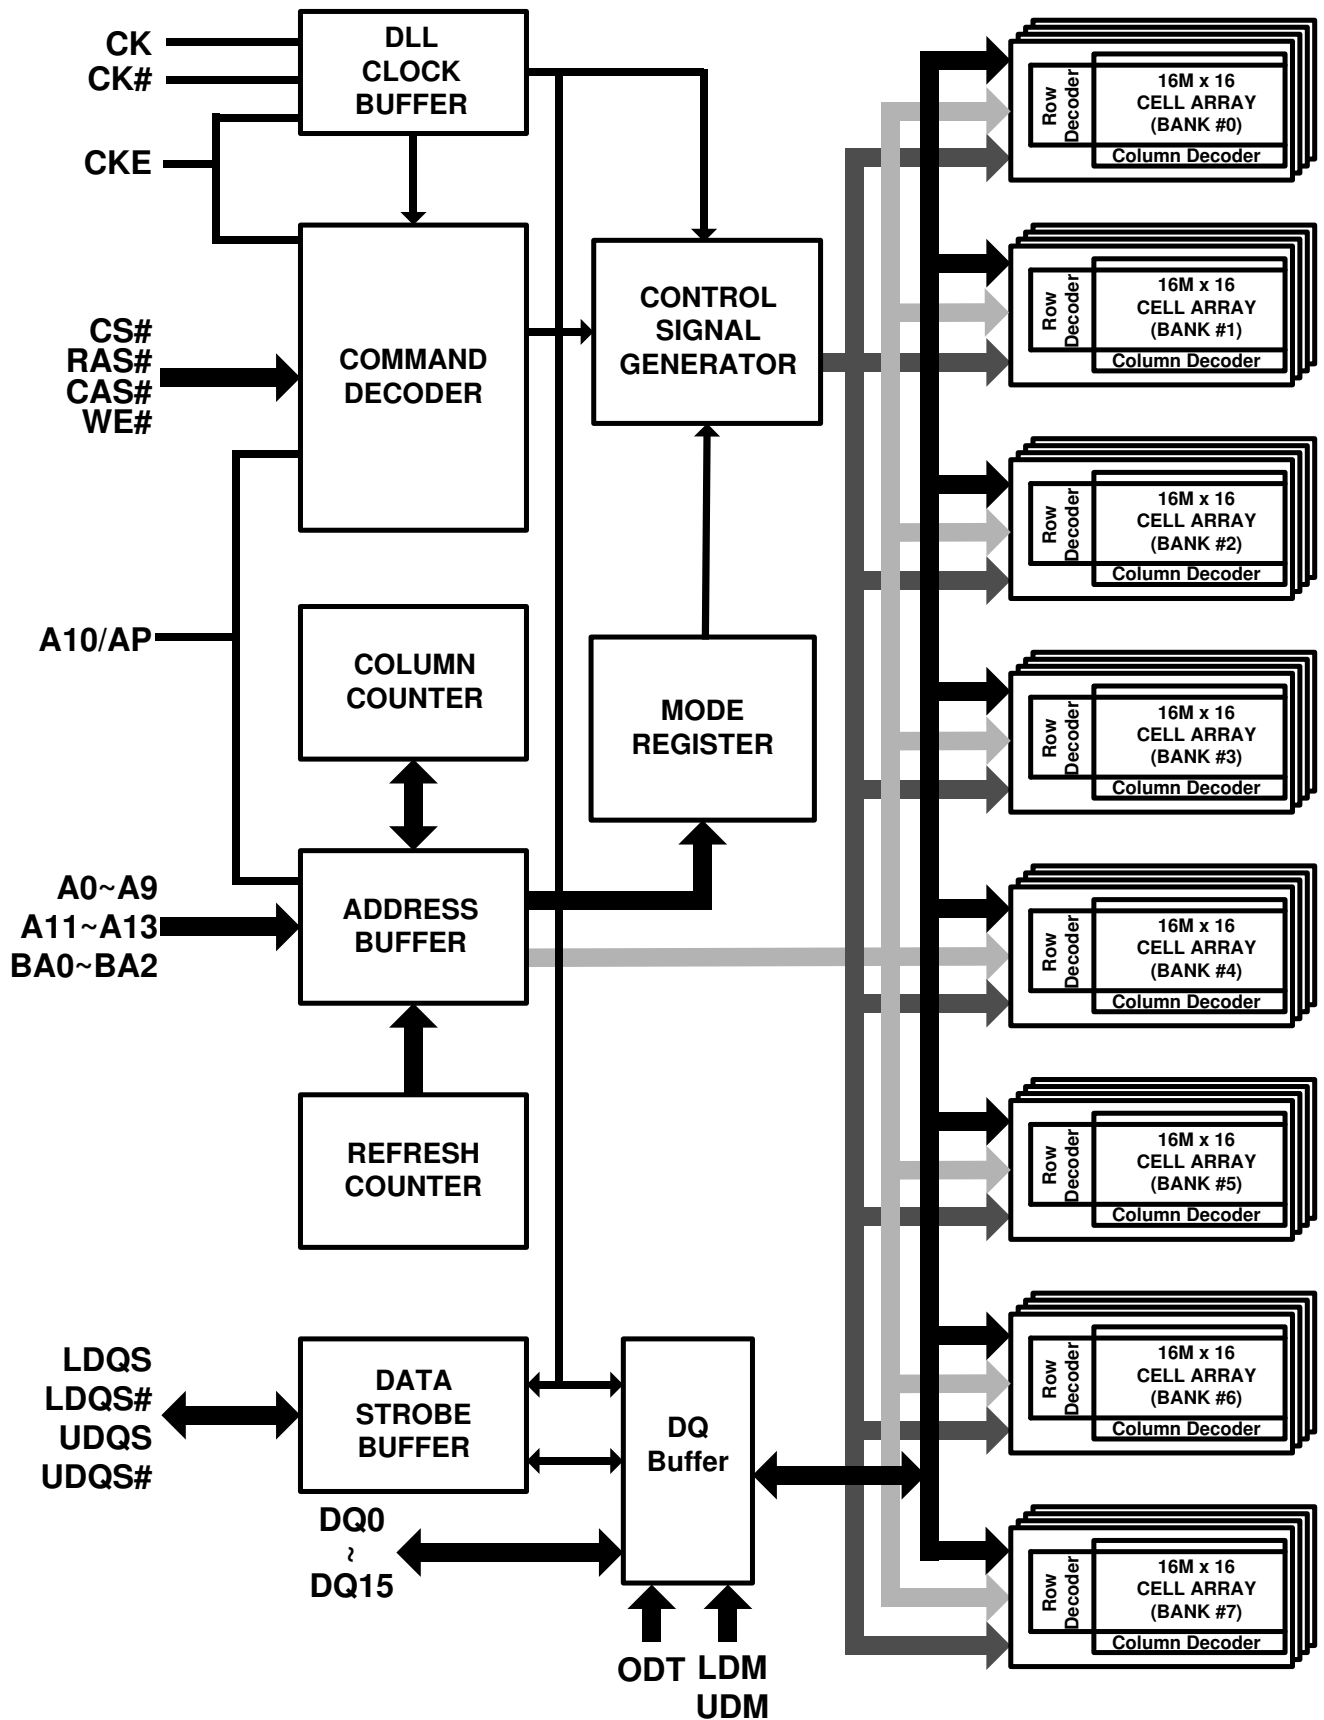 CK
CK#
CKE
DLL
CLOCK
BUFFER
CS#
RAS#
CAS#
WE#
COMMAND
DECODER
CONTROL
SIGNAL
GENERATOR
A10/AP
COLUMN
COUNTER
MODE
REGISTER
A0~A9
A11~A13
BA0~BA2
ADDRESS
BUFFER
REFRESH
COUNTER
LDQS
LDQS#
UDQS
UDQS#
DATA
STROBE
BUFFER
DQ
Buffer
DQ0
~
DQ15
ODT
LDM
UDM
Row
Decoder
16M x 16
CELL ARRAY
(BANK #0)
Column Decoder
Row
Decoder
16M x 16
CELL ARRAY
(BANK #1)
Column Decoder
Row
Decoder
16M x 16
CELL ARRAY
(BANK #2)
Column Decoder
Row
Decoder
16M x 16
CELL ARRAY
(BANK #3)
Column Decoder
Row
Decoder
16M x 16
CELL ARRAY
(BANK #4)
Column Decoder
Row
Decoder
16M x 16
CELL ARRAY
(BANK #5)
Column Decoder
Row
Decoder
16M x 16
CELL ARRAY
(BANK #6)
Column Decoder
Row
Decoder
16M x 16
CELL ARRAY
(BANK #7)
Column Decoder